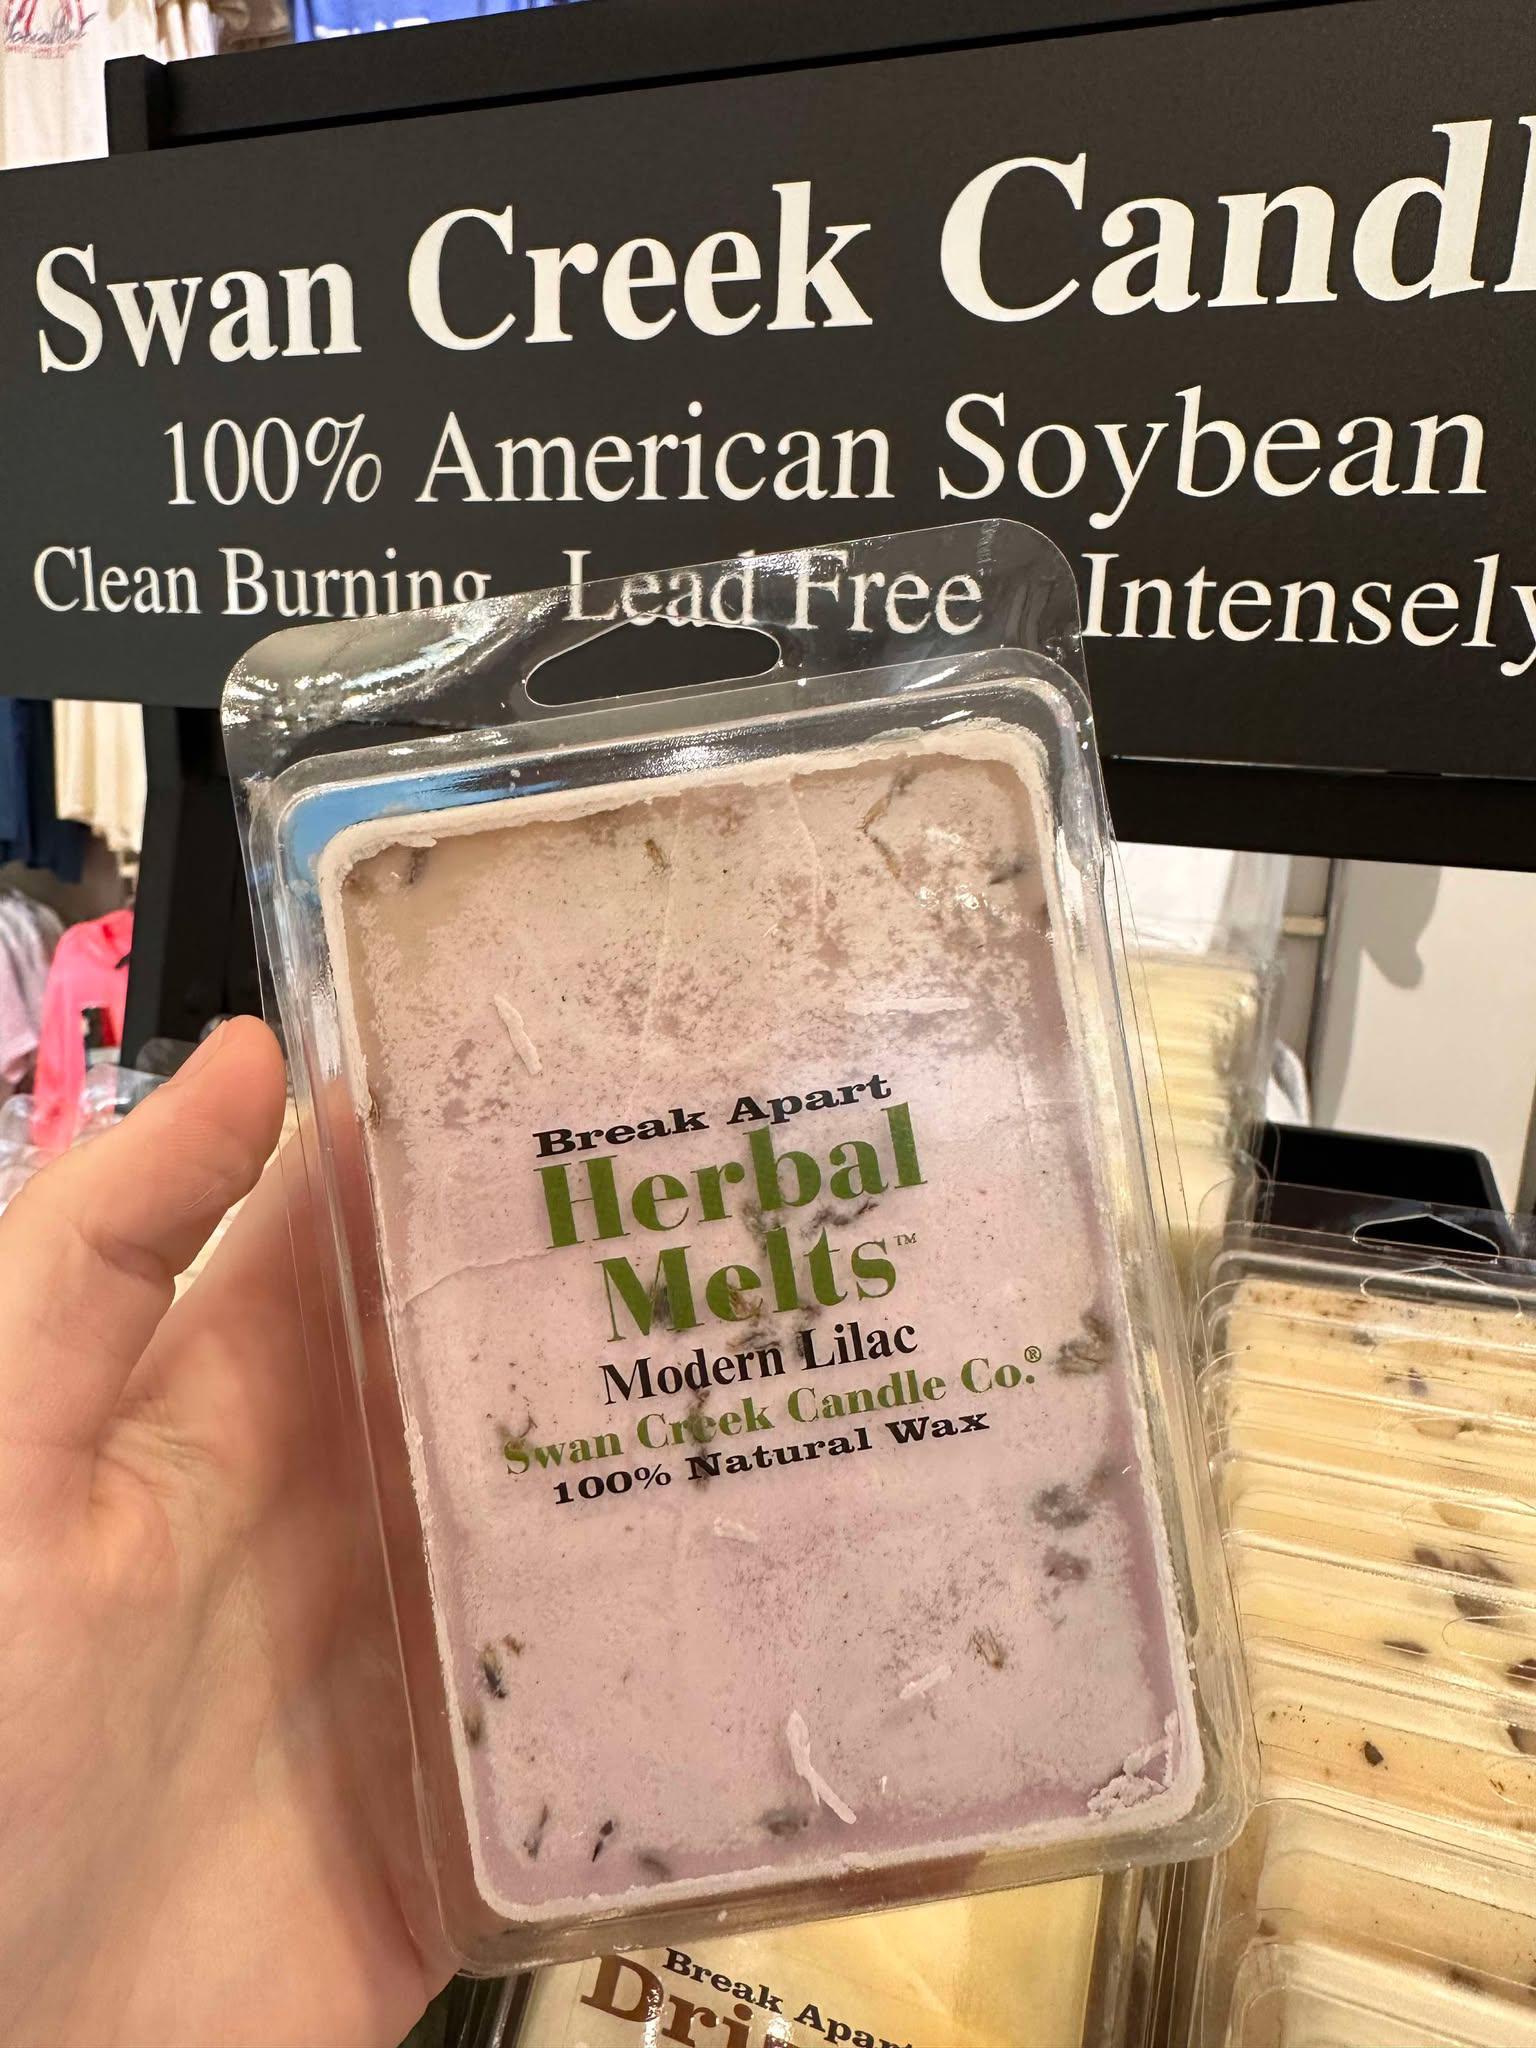 Swan Creek Candl
100% American Soybean
Clean Burning Lead Free Intensely
Break Apart
Herbal
Melts™
Modern Lilac
Swan Creek Candle Co.®
100% Natural Wax
Break Apart
Dri